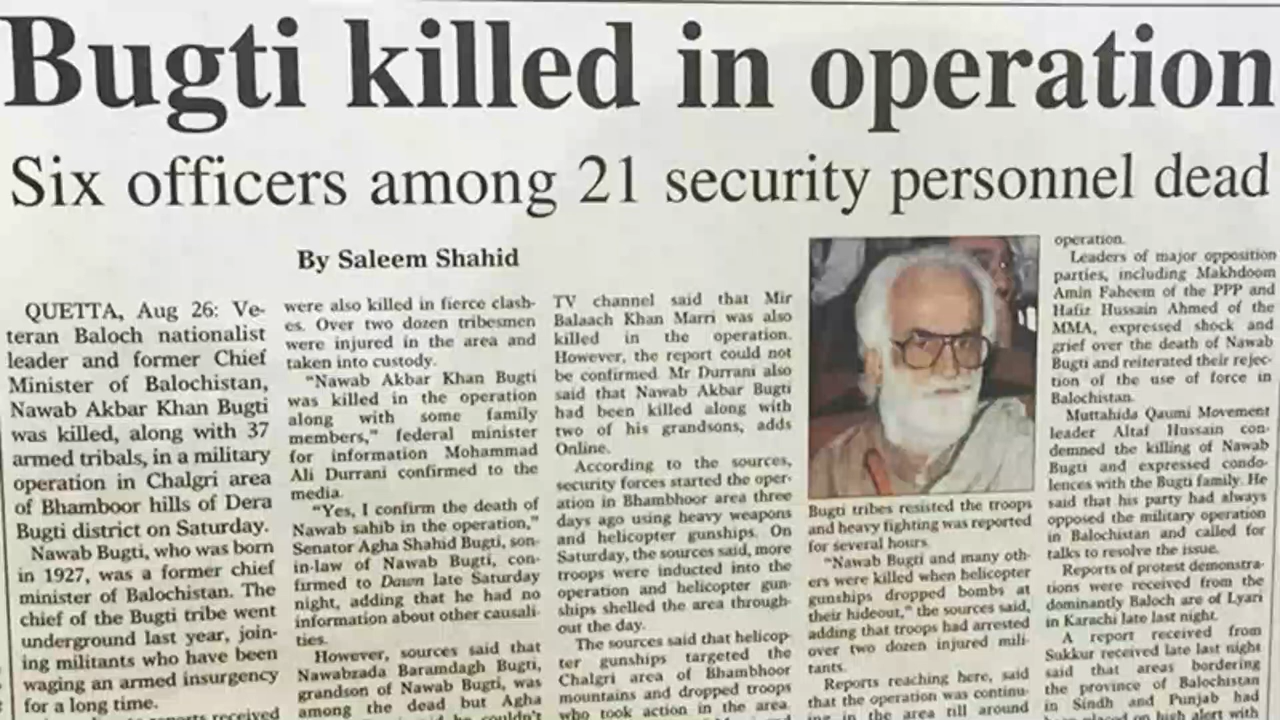 Bugti killed in operation
Six officers among 21 security personnel dead
By Saleem Shahid
QUETTA, Aug 26: Ve-
teran Baloch nationalist
leader and former Chief
Minister of Balochistan,
Nawab Akbar Khan Bugti
was killed, along with 37
armed tribals, in a military
operation in Chalgri area
of Bhamboor hills of Dera
Bugti district on Saturday.
Nawab Bugti, who was born
in 1927, was a former chief
minister of Balochistan. The
chief of the Bugti tribe went
underground last year, join-
ing militants who have been
waging an armed insurgency
for a long time.
reports received
were also killed in fierce clash-
es. Over two dozen tribesmen
were injured in the area and
taken into custody.
"Nawab Akbar Khan Bugti
was killed in the operation
along with some family
members," federal minister
for information Mohammad
Ali Durrani confirmed to the
media.
"Yes, I confirm the death of
Nawab sahib in the operation,"
Senator Agha Shahid Bugti, son-
in-law of Nawab Bugti, con-
firmed to Dawn late Saturday
night, adding that he had no
information about other causali-
ties.
However, sources said that
Nawabzada Baramdagh Bugti,
grandson of Nawab Bugti, was
among the dead but Agha
he couldn't
TV channel said that Mir
Balaach Khan Marri was also
killed in the operation.
However, the report could not
be confirmed. Mr Durrani also
said that Nawab Akbar Bugti
had been killed along with
two of his grandsons, adds
Online.
According to the sources,
security forces started the oper-
ation in Bhambhoor area three
days ago using heavy weapons
and helicopter gunships. On
Saturday, the sources said, more
troops were inducted into the
operation and helicopter gun-
ships shelled the area through-
out the day.
The sources said that helicop-
ter gunships targeted the
Chalgri area of Bhambhoor
mountains and dropped troops
who took action in the area.
Bugti tribes resisted the troops
and heavy fighting was reported
for several hours.
"Nawab Bugti and many oth-
ers were killed when helicopter
gunships dropped bombs at
their hideout," the sources said,
adding that troops had arrested
over two dozen injured mili-
tants.
Reports reaching here, said
that the operation was continu-
ing in the area till around
operation.
Leaders of major opposition
parties, including Makhdoom
Amin Faheem of the PPP and
Hafiz Hussain Ahmed of the
MMA, expressed shock and
grief over the death of Nawab
Bugti and reiterated their rejec-
tion of the use of force in
Balochistan.
Muttahida Qaumi Movement
leader Altaf Hussain con-
demned the killing of Nawab
Bugti and expressed condo-
lences with the Bugti family. He
said that his party had always
opposed the military operation
in Balochistan and called for
talks to resolve the issue.
Reports of protest demonstra-
tions were received from the
dominantly Baloch are of Lyari
in Karachi late last night.
A report received from
Sukkur received late last night
said that areas bordering
the province of Balochistan
in Sindh and Punjab had
been placed on high alert with